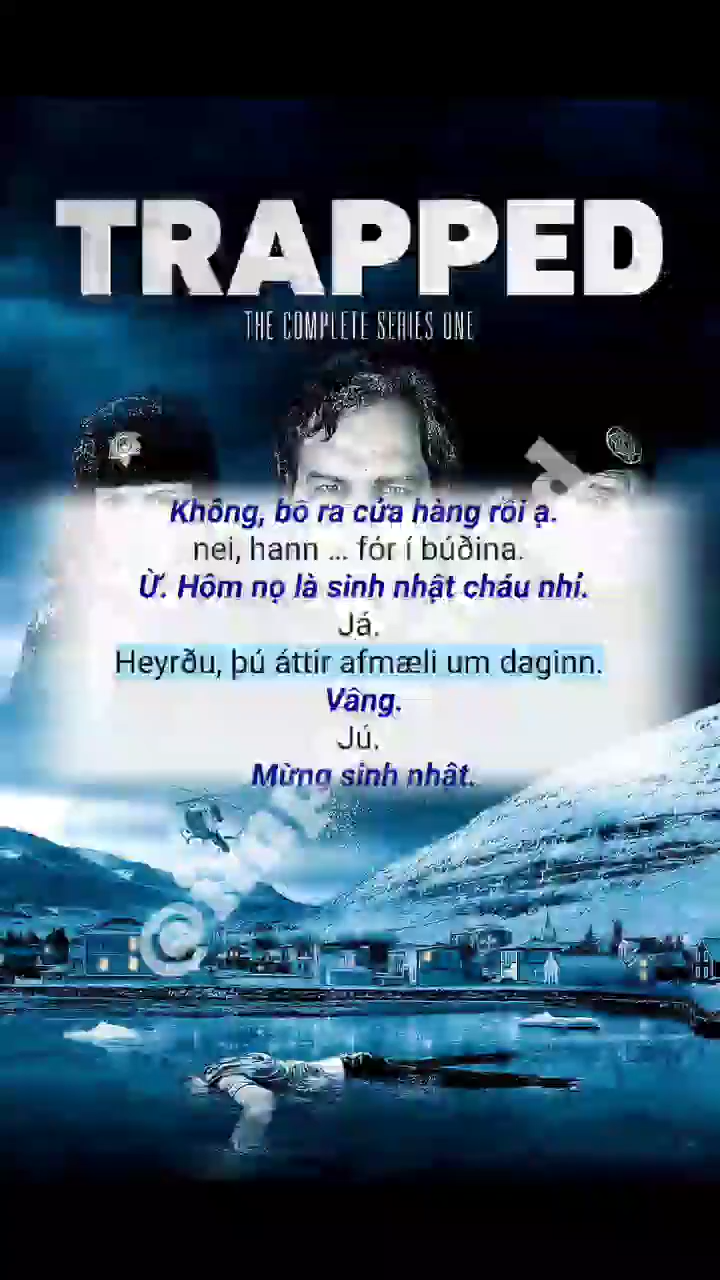 TRAPPED
THE COMPLETE SERIES ONE
Không, bố ra cửa hàng rồi ạ.
nei, hann ... fór í búðina.
Ừ. Hôm nọ là sinh nhật cháu nhỉ.
Já.
Heyrðu, þú áttir afmæli um daginn.
Vâng.
Jú.
Mừng sinh nhật.